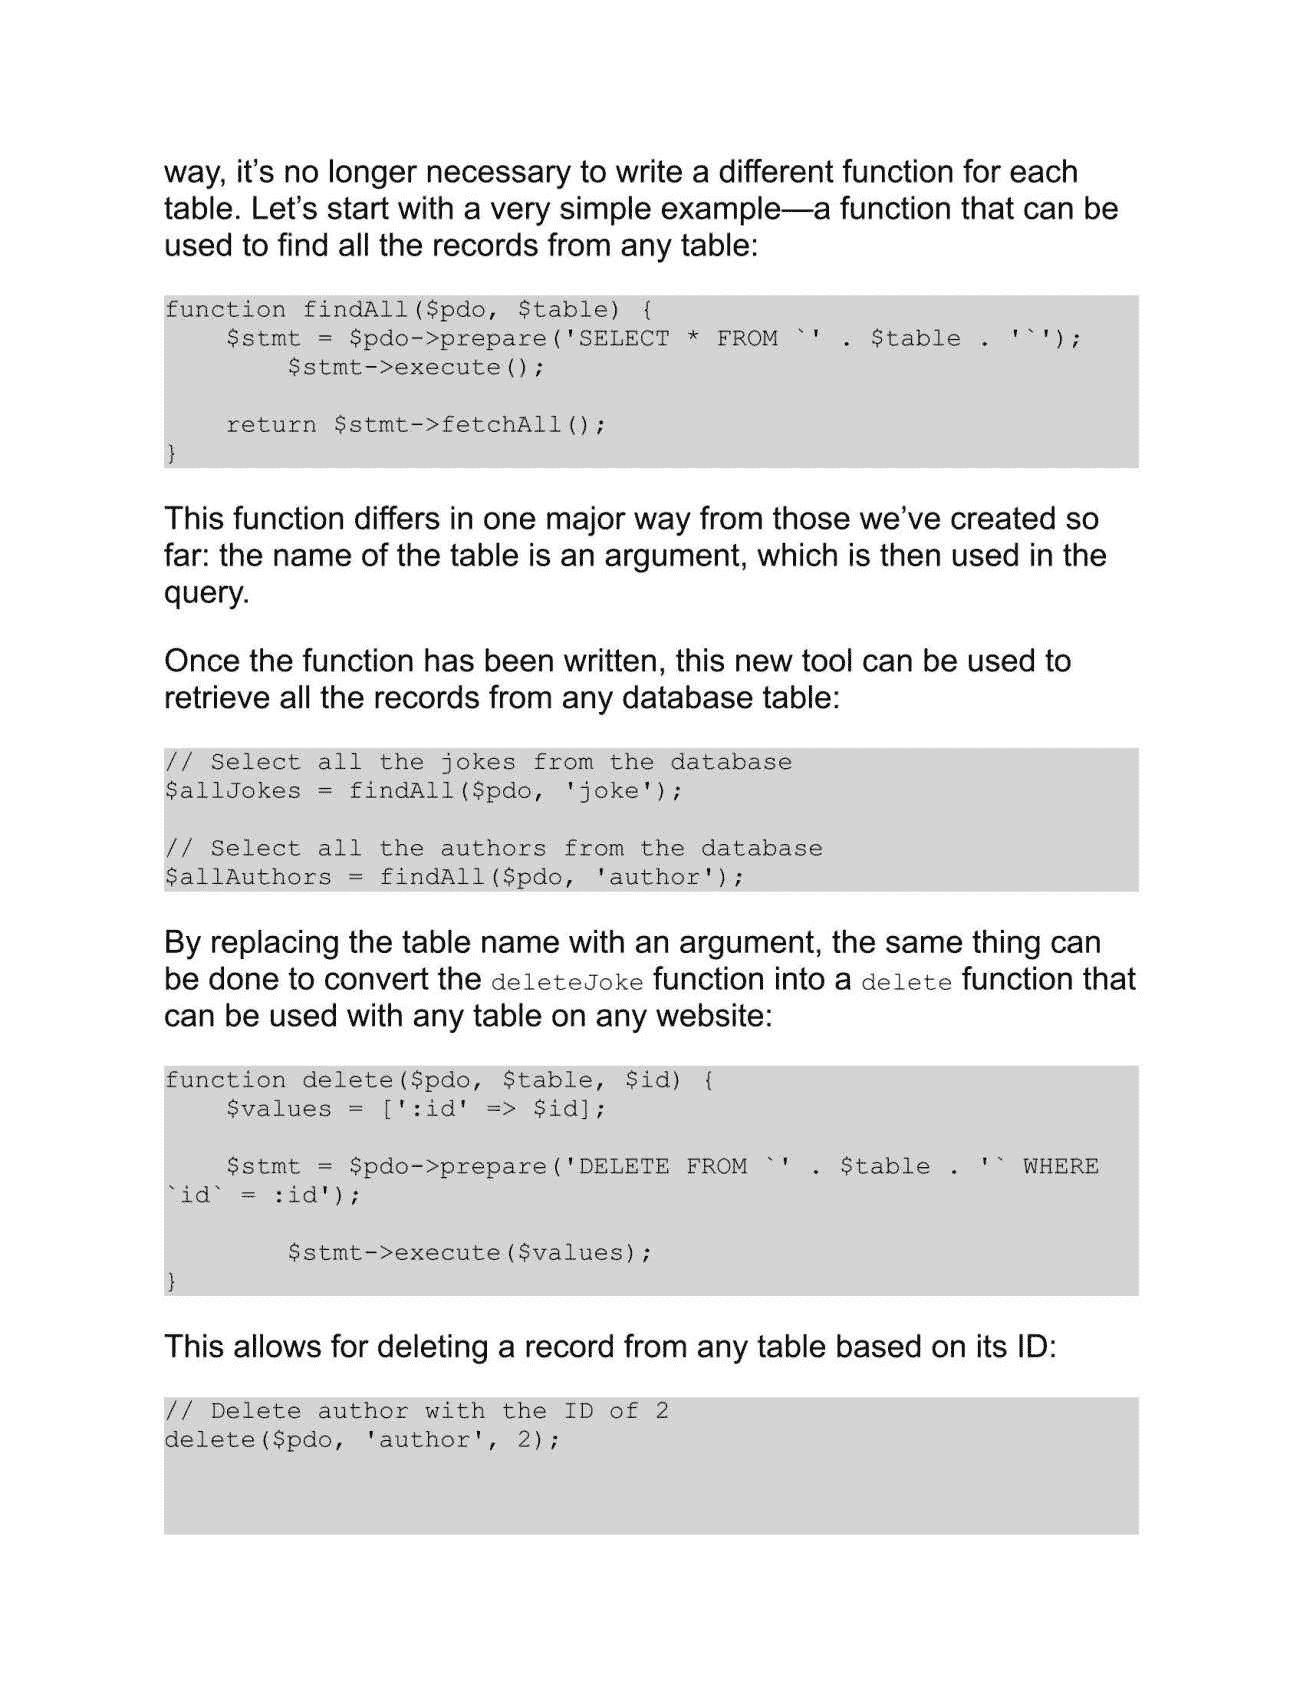 way, it’s no longer necessary to write a different function for each
table. Let’s start with a very simple example—a function that can be
used to find all the records from any table:
function findAll($pdo, $table) {
    $stmt = $pdo->prepare('SELECT * FROM `' . $table . '`');
        $stmt->execute();
    return $stmt->fetchAll();
}
This function differs in one major way from those we’ve created so
far: the name of the table is an argument, which is then used in the
query.
Once the function has been written, this new tool can be used to
retrieve all the records from any database table:
// Select all the jokes from the database
$allJokes = findAll($pdo, 'joke');
// Select all the authors from the database
$allAuthors = findAll($pdo, 'author');
By replacing the table name with an argument, the same thing can
be done to convert the deleteJoke function into a delete function that
can be used with any table on any website:
function delete($pdo, $table, $id) {
    $values = [':id' => $id];
    $stmt = $pdo->prepare('DELETE FROM `' . $table . '` WHERE
`id` = :id');
        $stmt->execute($values);
}
This allows for deleting a record from any table based on its ID:
// Delete author with the ID of 2
delete($pdo, 'author', 2);